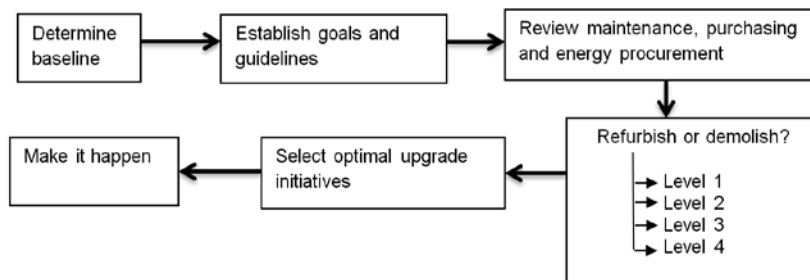 Determine
baseline
Establish goals and
guidelines
Review maintenance, purchasing
and energy procurement
Refurbish or demolish?
Level 1
Level 2
Level 3
Level 4
Select optimal upgrade
initiatives
Make it happen